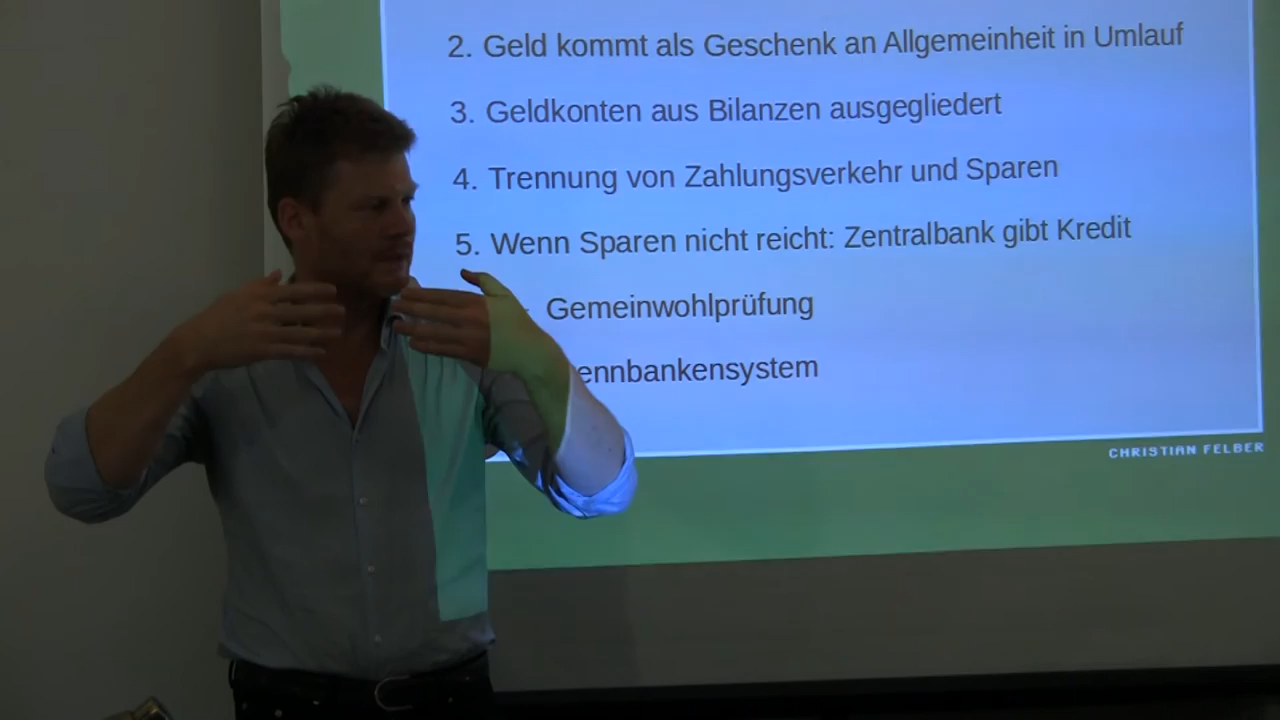 2. Geld kommt als Geschenk an Allgemeinheit in Umlauf
3. Geldkonten aus Bilanzen ausgegliedert
4. Trennung von Zahlungsverkehr und Sparen
5. Wenn Sparen nicht reicht: Zentralbank gibt Kredit
Gemeinwohlprüfung
ennbankensystem
CHRISTIAN FELBER